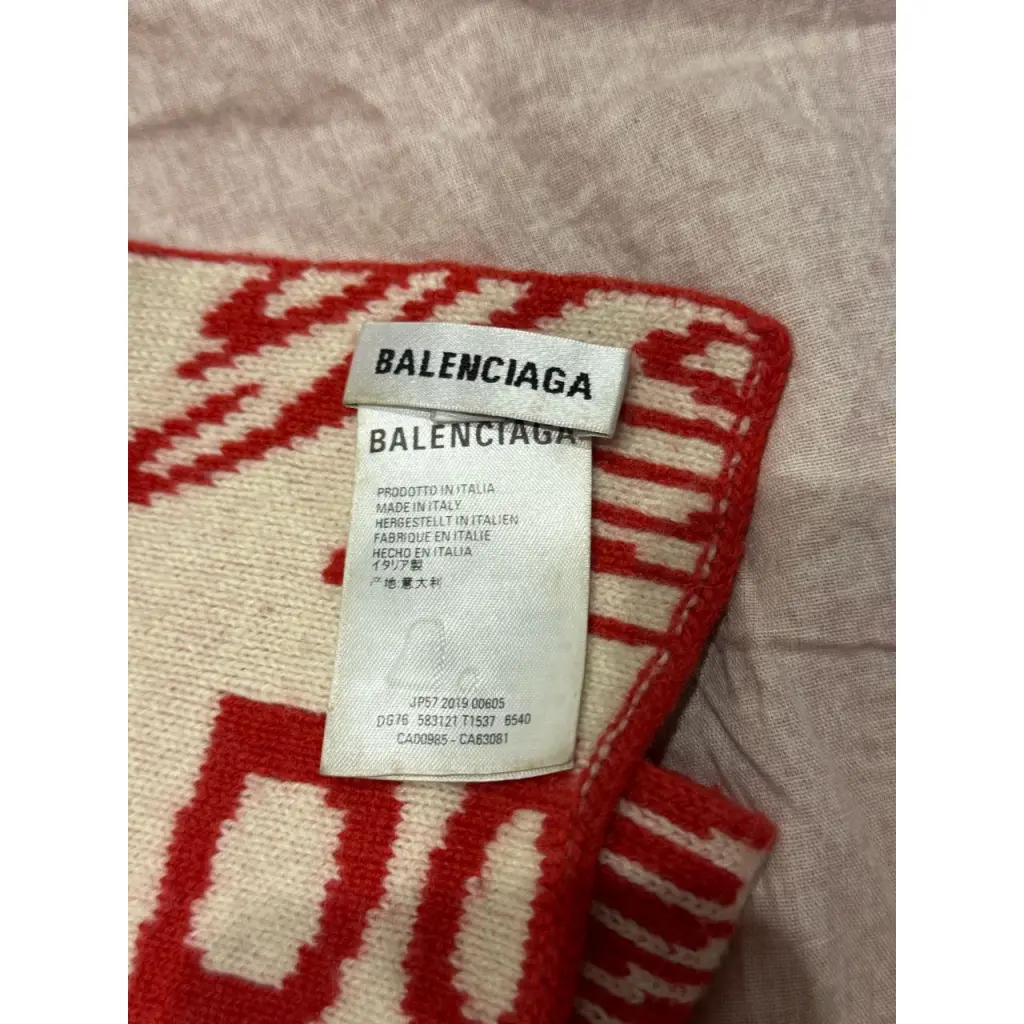 BALENCIAGA
BALENCIAGA
PRODOTTO IN ITALIA
MADE IN ITALY
HERGESTELLT IN ITALIEN
FABRIQUE EN ITALIE
HECHO EN ITALIA
イタリア製
产地:意大利
JP57 2019 00605
DG76 583121 T1537 6540
CA00985 - CA63081